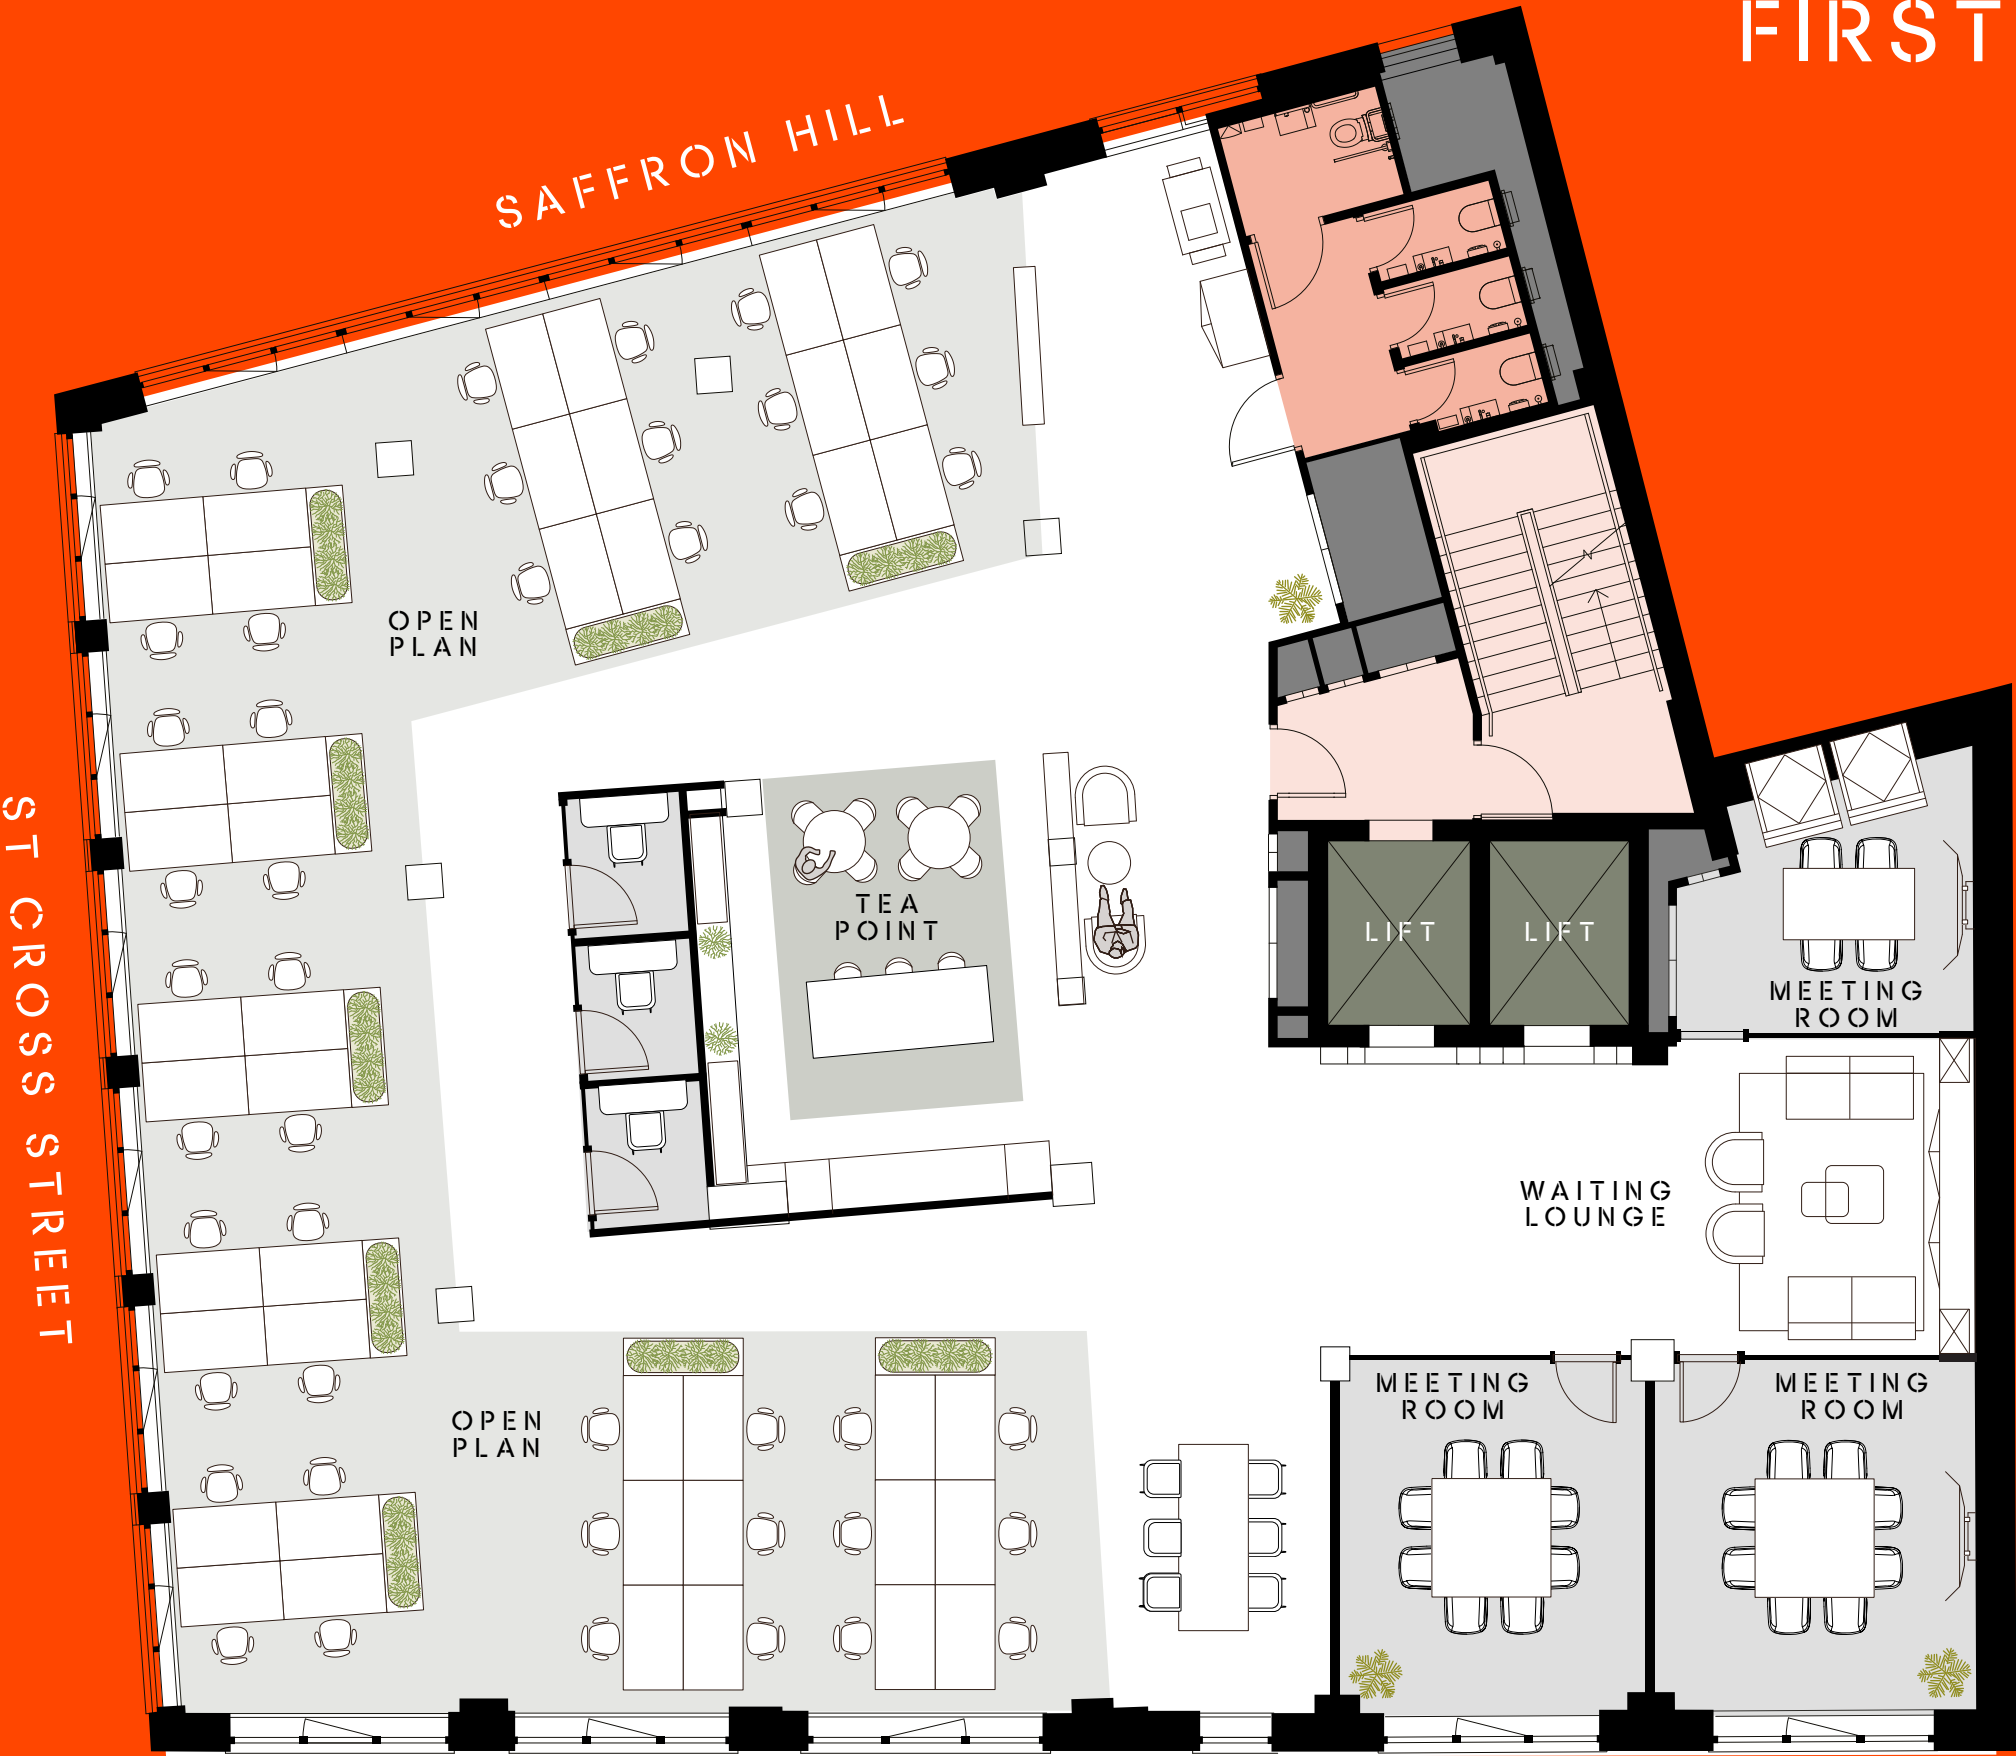 FIRST
SAFFRON HILL
OPEN
PLAN
ST CROSS STREET
TEA
POINT
LIFT
LIFT
MEETING
ROOM
WAITING
LOUNGE
MEETING
ROOM
MEETING
ROOM
OPEN
PLAN